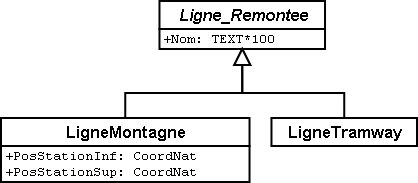 Ligne_Remontee
+Nom: TEXT*100
LigneMontagne
+PosStationInf: CoordNat
+PosStationSup: CoordNat
LigneTramway